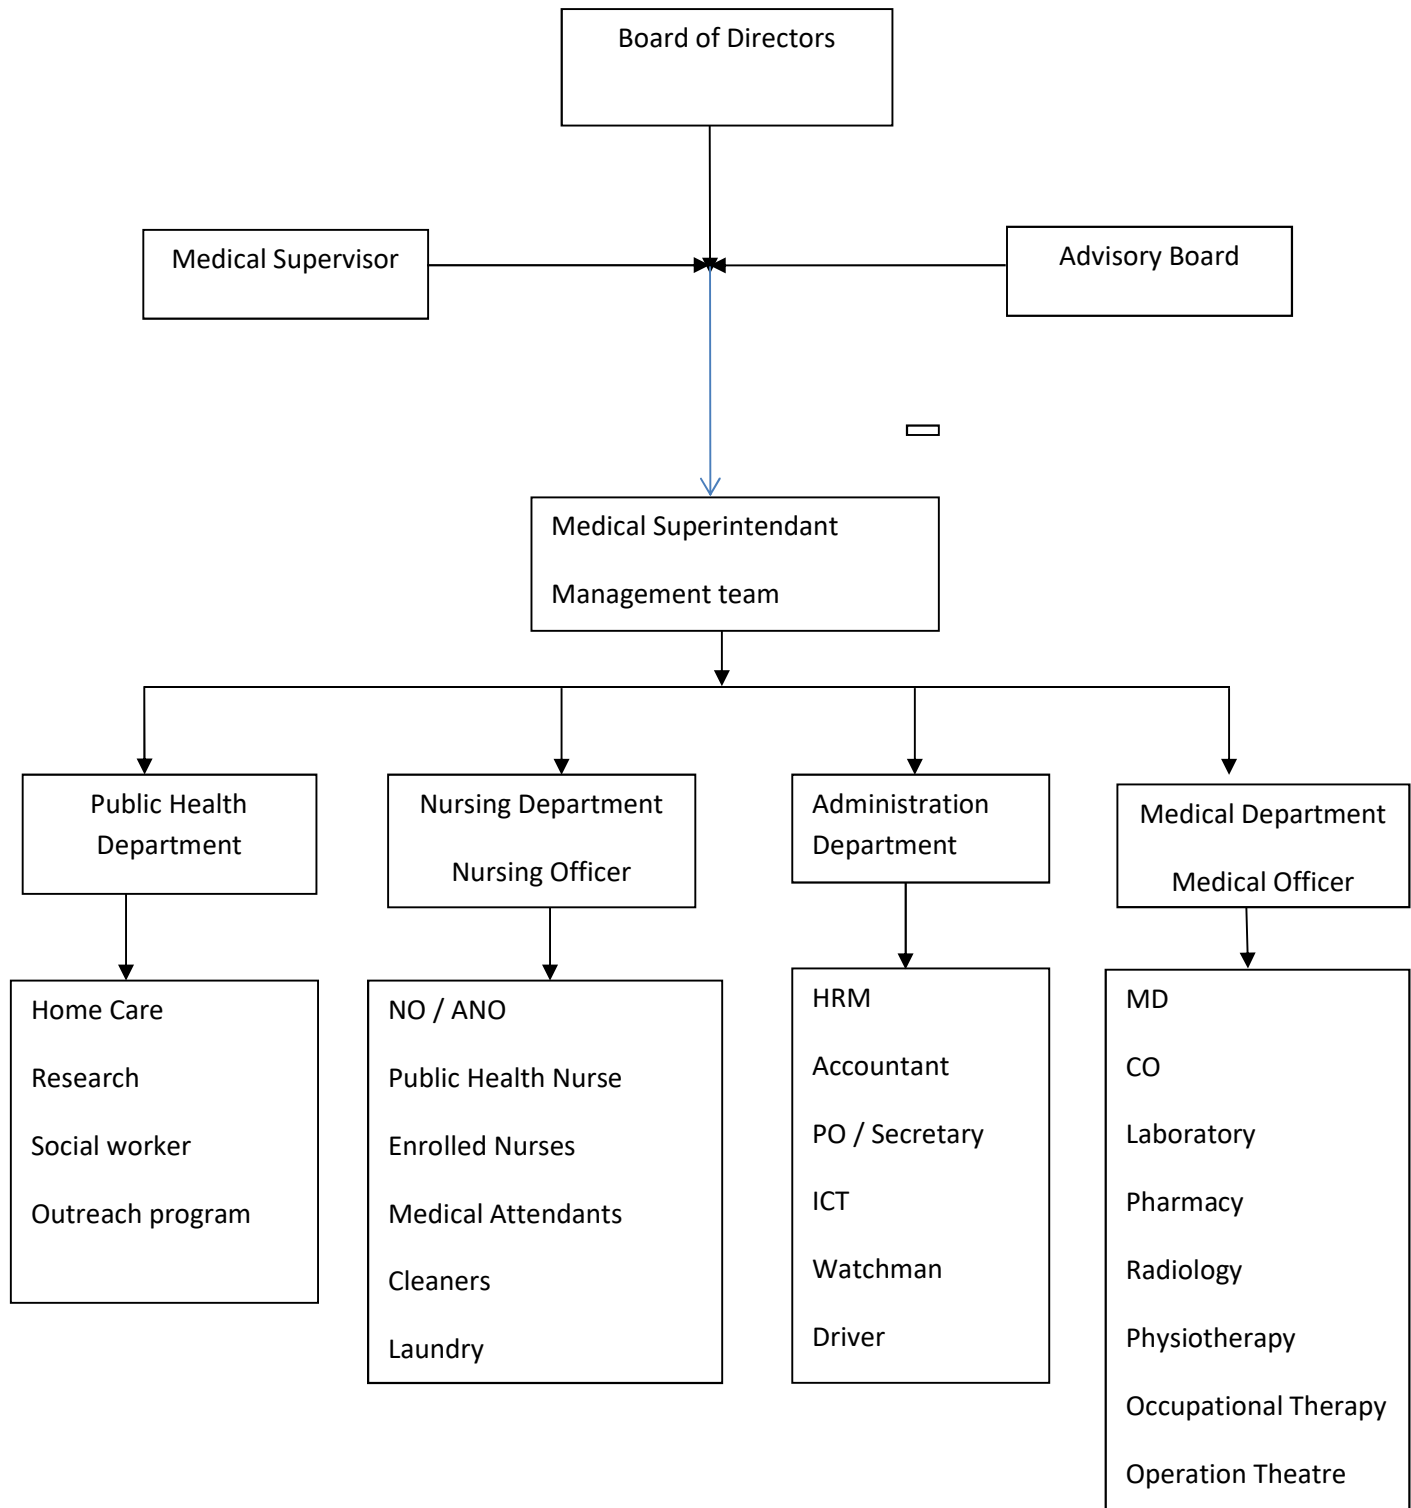 Board of Directors
Medical Supervisor
Advisory Board
Medical Superintendant
Management team
Public Health
Department
Nursing Department
Nursing Officer
Administration
Department
Medical Department
Medical Officer
Home Care
Research
Social worker
Outreach program
NO / ANO
Public Health Nurse
Enrolled Nurses
Medical Attendants
Cleaners
Laundry
HRM
Accountant
PO / Secretary
ICT
Watchman
Driver
MD
CO
Laboratory
Pharmacy
Radiology
Physiotherapy
Occupational Therapy
Operation Theatre